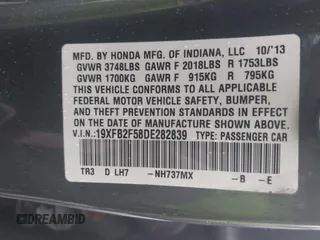 MFD. BY HONDA MFG. OF INDIANA, LLC 10/'13
GVWR 3748LBS GAWR F 2018LBS R 1753LBS
GVWR 1700KG GAWR F 915KG R 795KG
THIS VEHICLE CONFORMS TO ALL APPLICABLE
FEDERAL MOTOR VEHICLE SAFETY, BUMPER,
AND THEFT PREVENTION STANDARDS IN EFFECT
ON THE DATE OF MANUFACTURE SHOWN ABOVE.
V.I.N.:19XFB2F58DE282839 TYPE:PASSENGER CAR
TR3 D LH7 -NH737MX -B -E
DREAMBID